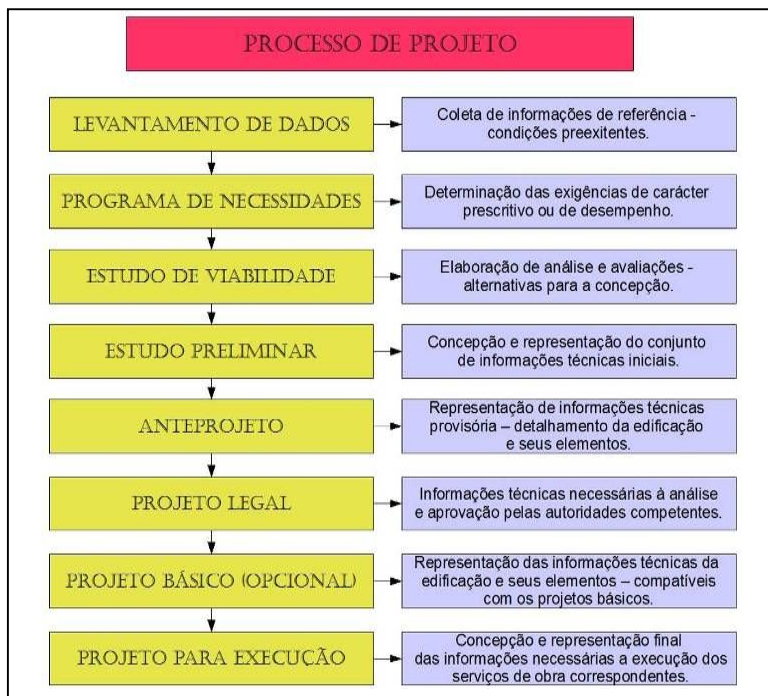 PROCESSO DE PROJETO
LEVANTAMENTO DE DADOS
Coleta de informações de referência -
condições preexitentes.
PROGRAMA DE NECESSIDADES
Determinação das exigências de carácter
prescritivo ou de desempenho.
ESTUDO DE VIABILIDADE
Elaboração de análise e avaliações -
alternativas para a concepção.
ESTUDO PRELIMINAR
Concepção e representação do conjunto
de informações técnicas iniciais.
ANTEPROJETO
Representação de informações técnicas
provisória – detalhamento da edificação
e seus elementos.
PROJETO LEGAL
Informações técnicas necessárias à análise
e aprovação pelas autoridades competentes.
PROJETO BÁSICO (OPCIONAL)
Representação das informações técnicas da
edificação e seus elementos – compatíveis
com os projetos básicos.
PROJETO PARA EXECUÇÃO
Concepção e representação final
das informações necessárias a execução dos
serviços de obra correspondentes.